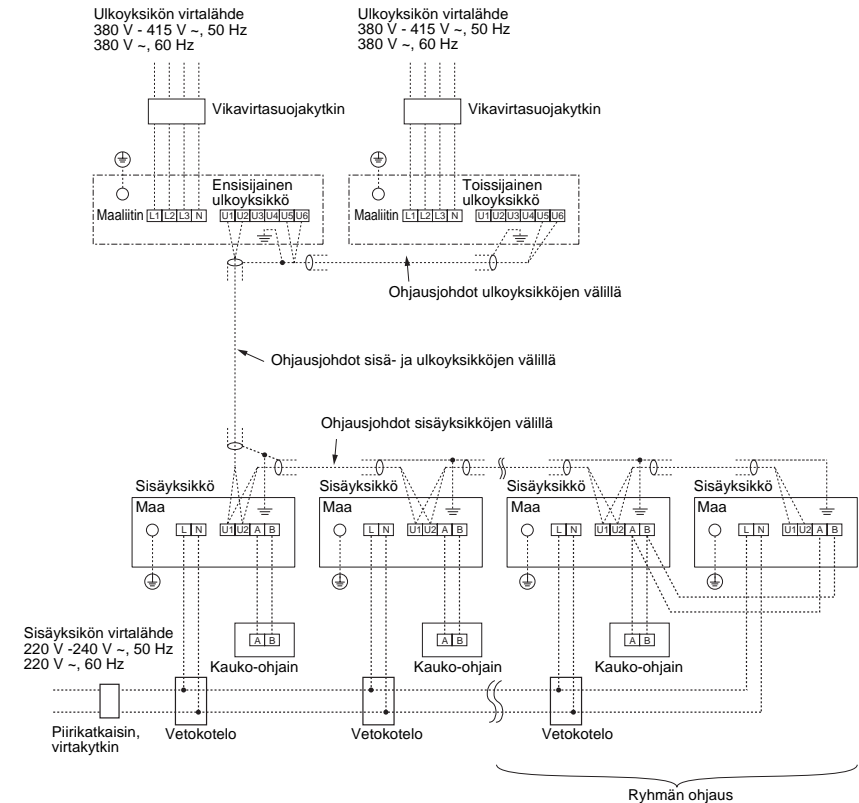 Ulkoyksikön virtalähde
380 V - 415 V ~, 50 Hz
380 V ~, 60 Hz
Ulkoyksikön virtalähde
380 V - 415 V ~, 50 Hz
380 V ~, 60 Hz
Vikavirtasuojakytkin
Vikavirtasuojakytkin
Ensisijainen
ulkoyksikkö
Maaliitin
L1 L2 L3 N
U1 U2 U3 U4 U5 U6
Toissijainen
ulkoyksikkö
Maaliitin
L1 L2 L3 N
U1 U2 U3 U4 U5 U6
Ohjausjohdot ulkoyksikköjen välillä
Ohjausjohdot sisä- ja ulkoyksikköjen välillä
Ohjausjohdot sisäyksikköjen välillä
Sisäyksikkö
Maa
L N
U1 U2 A B
Sisäyksikkö
Maa
L N
U1 U2 A B
Sisäyksikkö
Maa
L N
U1 U2 A B
Sisäyksikkö
Maa
L N
U1 U2 A B
A B
Kauko-ohjain
A B
Kauko-ohjain
A B
Kauko-ohjain
Sisäyksikön virtalähde
220 V -240 V ~, 50 Hz
220 V ~, 60 Hz
Piirikatkaisin,
virtakytkin
Vetokotelo
Vetokotelo
Vetokotelo
Ryhmän ohjaus